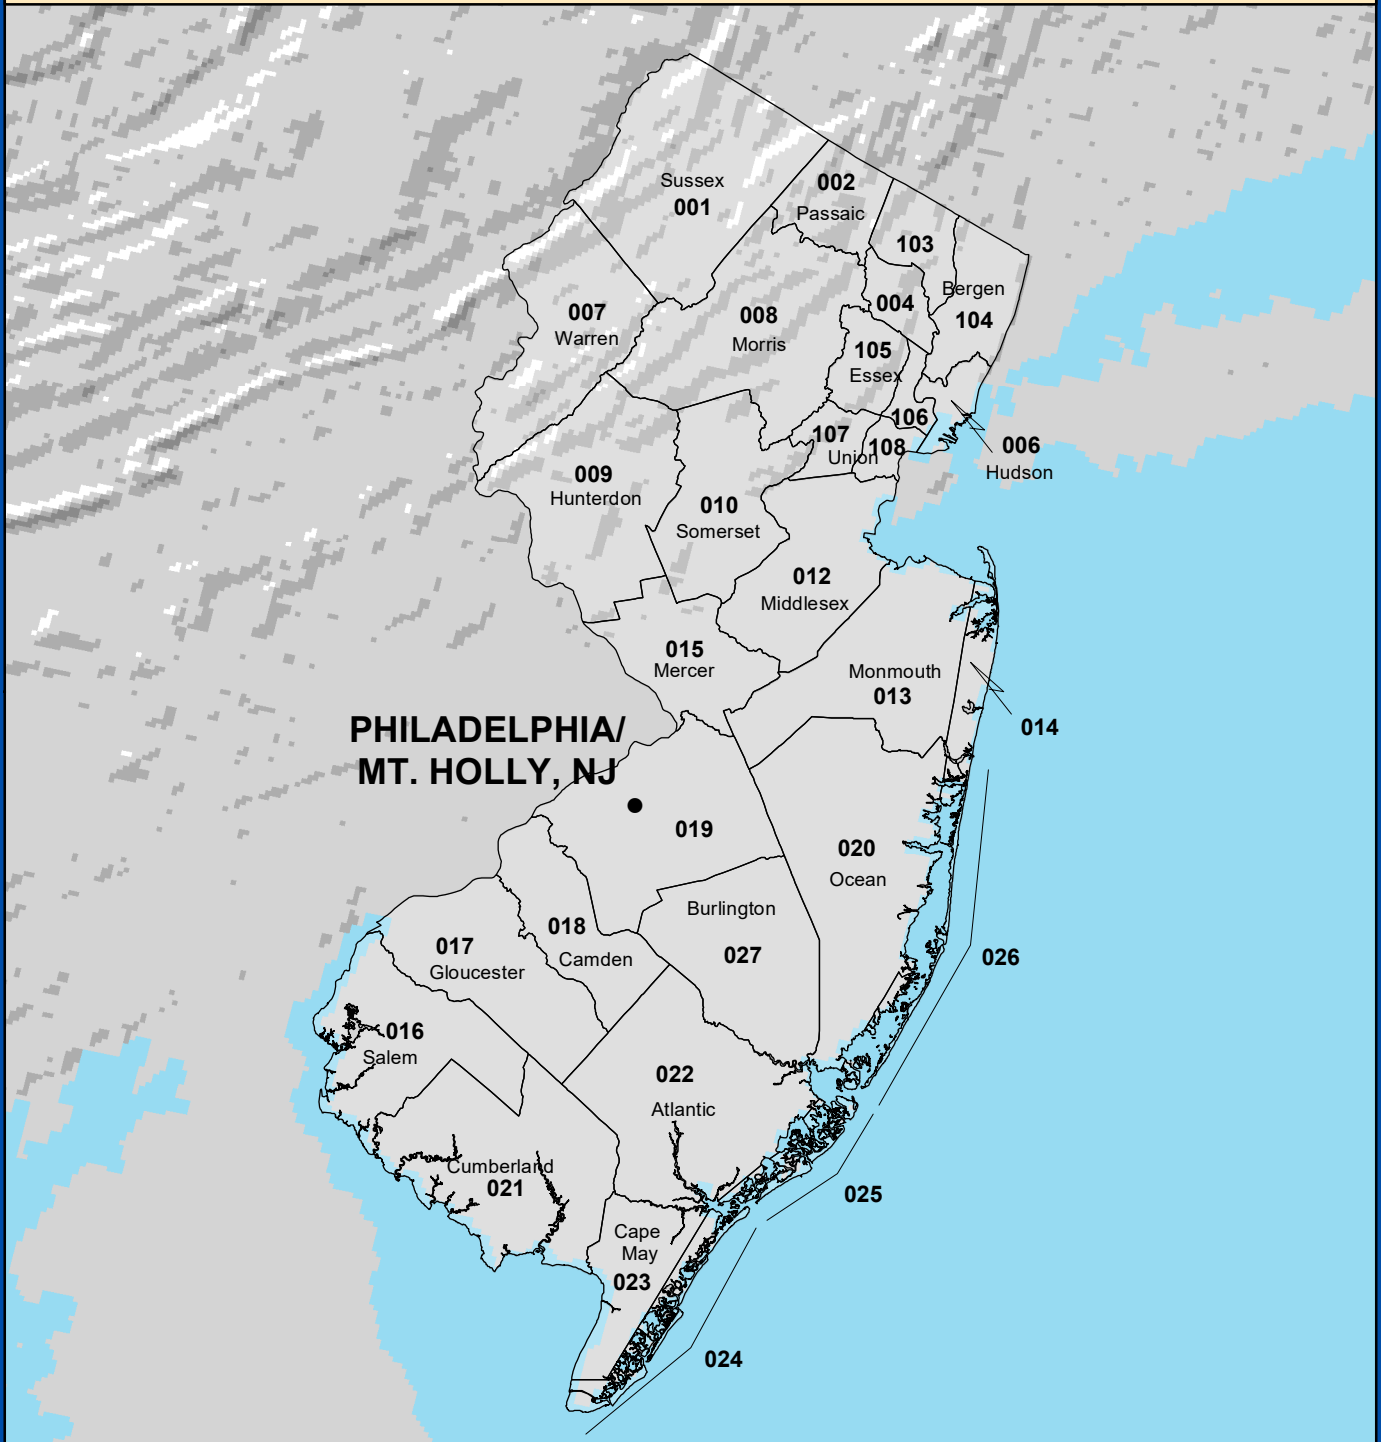 Sussex
001
002
Passaic
103
Bergen
104
004
007
Warren
008
Morris
105
Essex
106
107
Union
108
006
Hudson
009
Hunterdon
010
Somerset
012
Middlesex
015
Mercer
Monmouth
013
014
PHILADELPHIA/
MT. HOLLY, NJ
019
020
Ocean
Burlington
027
018
Camden
017
Gloucester
026
016
Salem
022
Atlantic
Cumberland
021
025
Cape
May
023
024